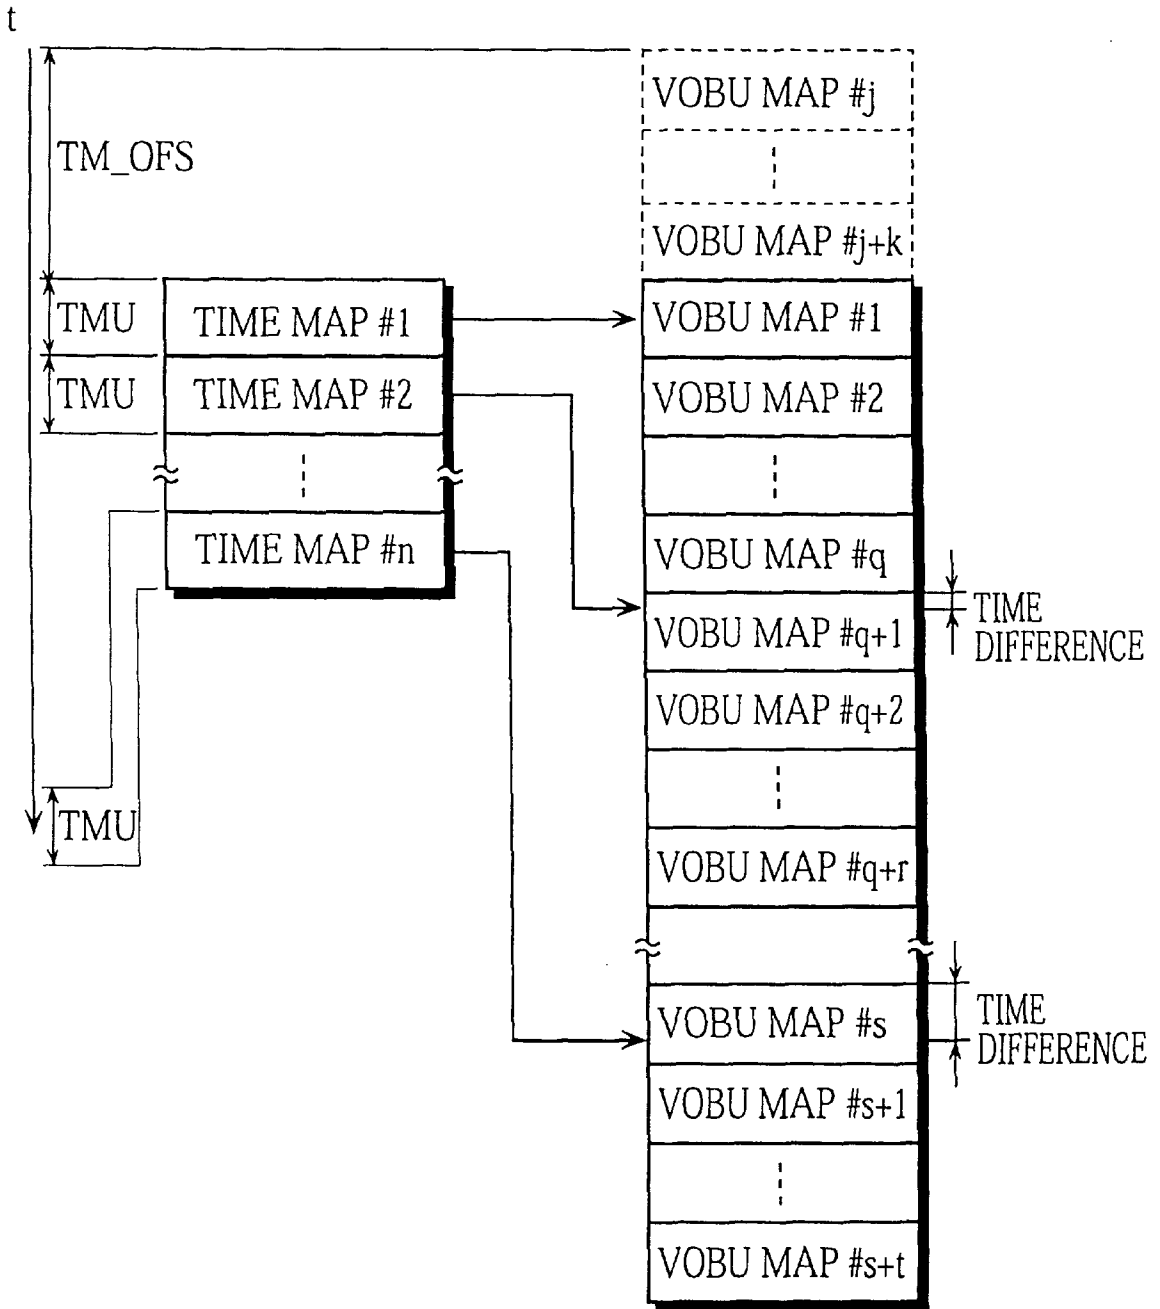 t
VOBU MAP #j
TM_OFS
VOBU MAP #j+k
TMU
TIME MAP #1
VOBU MAP #1
TMU
TIME MAP #2
VOBU MAP #2
TIME MAP #n
VOBU MAP #q
TIME
DIFFERENCE
VOBU MAP #q+1
VOBU MAP #q+2
TMU
VOBU MAP #q+r
VOBU MAP #s
TIME
DIFFERENCE
VOBU MAP #s+1
VOBU MAP #s+t